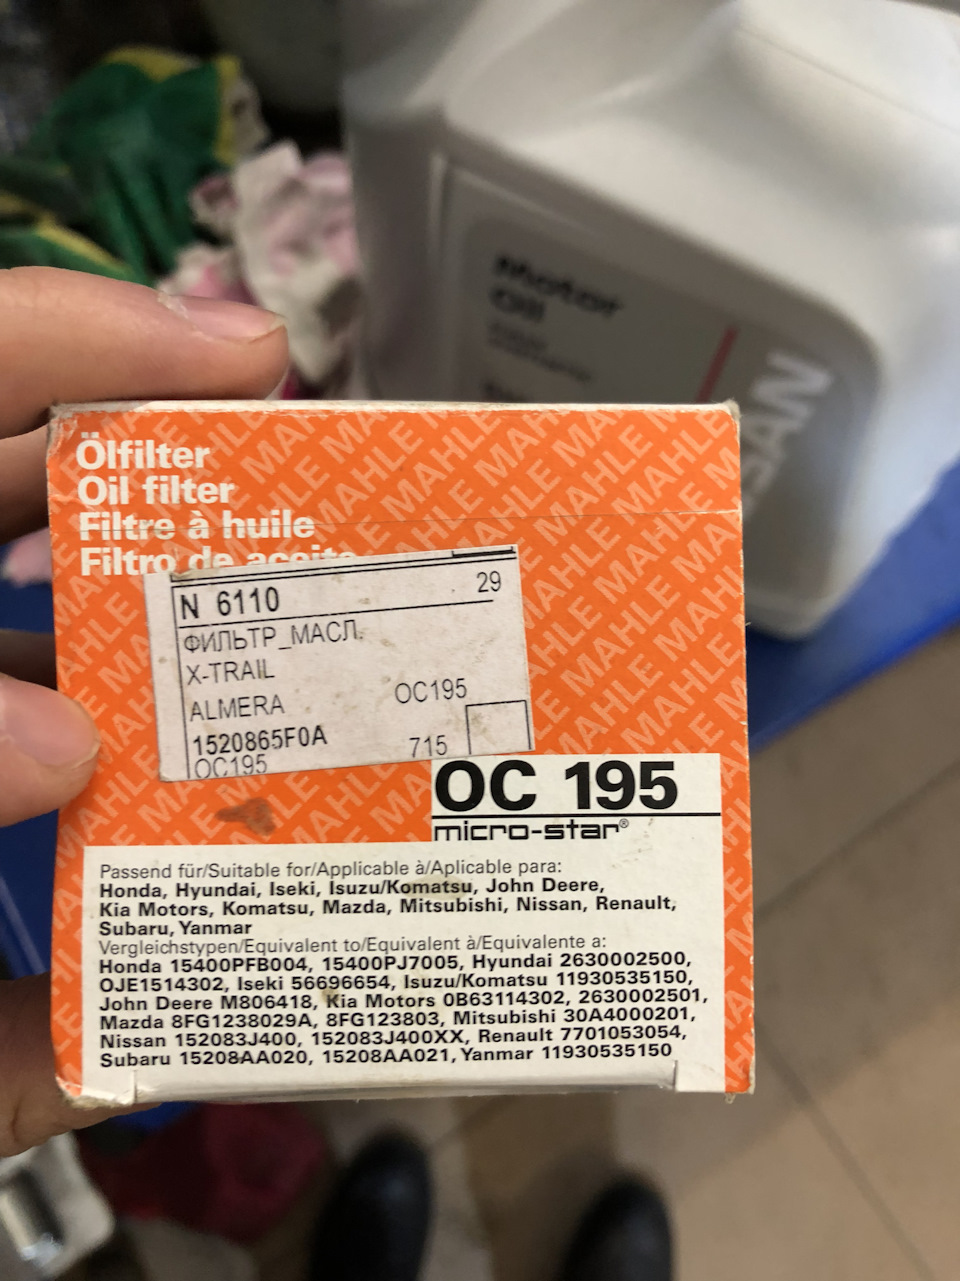 Motor
Oil
Ölfilter
Oil filter
Filtre à huile
Filtro de aceite
N 6110 29
ФИЛЬТР_МАСЛ.
X-TRAIL
ALMERA OC195
1520865F0A 715
OC195
OC 195
micro-star®
Passend für/Suitable for/Applicable à/Aplicable para:
Honda, Hyundai, Iseki, Isuzu/Komatsu, John Deere,
Kia Motors, Komatsu, Mazda, Mitsubishi, Nissan, Renault,
Subaru, Yanmar
Vergleichstypen/Equivalent to/Equivalent à/Equivalente a:
Honda 15400PFB004, 15400PJ7005, Hyundai 2630002500,
OJE1514302, Iseki 56696654, Isuzu/Komatsu 11930535150,
John Deere M806418, Kia Motors 0B63114302, 2630002501,
Mazda 8FG1238029A, 8FG123803, Mitsubishi 30A4000201,
Nissan 152083J400, 152083J400XX, Renault 7701053054,
Subaru 15208AA020, 15208AA021, Yanmar 11930535150
MAHLE